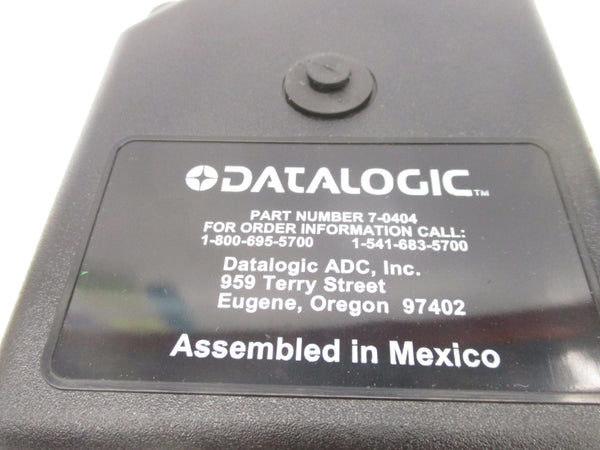 DATALOGIC™
PART NUMBER 7-0404
FOR ORDER INFORMATION CALL:
1-800-695-5700 1-541-683-5700
Datalogic ADC, Inc.
959 Terry Street
Eugene, Oregon 97402
Assembled in Mexico